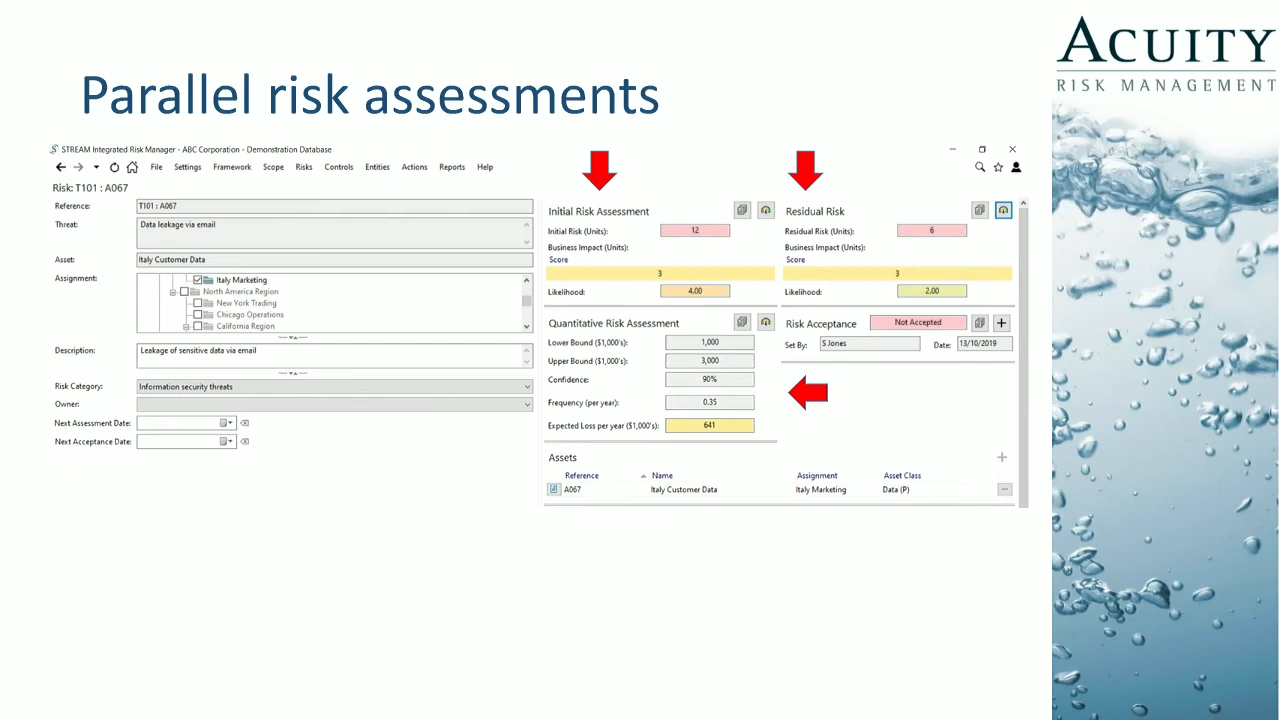 ACUITY
RISK MANAGEMENT
Parallel risk assessments
STREAM Integrated Risk Manager - ABC Corporation - Demonstration Database
File Settings Framework Scope Risks Controls Entities Actions Reports Help
Risk: T101 : A067
Reference: T101 : A067
Threat: Data leakage via email
Asset: Italy Customer Data
Assignment: Italy Marketing
North America Region
New York Trading
Chicago Operations
California Region
Description: Leakage of sensitive data via email
Risk Category: Information security threats
Owner:
Next Assessment Date:
Next Acceptance Date:
Initial Risk Assessment
Initial Risk (Units): 12
Business Impact (Units):
Score
3
Likelihood: 4.00
Residual Risk
Residual Risk (Units): 6
Business Impact (Units):
Score
3
Likelihood: 2.00
Quantitative Risk Assessment
Lower Bound ($1,000's): 1,000
Upper Bound ($1,000's): 3,000
Confidence: 90%
Frequency (per year): 0.35
Expected Loss per year ($1,000's): 641
Risk Acceptance Not Accepted
Set By: S Jones Date: 13/10/2019
Assets
Reference Name Assignment Asset Class
A067 Italy Customer Data Italy Marketing Data (P)